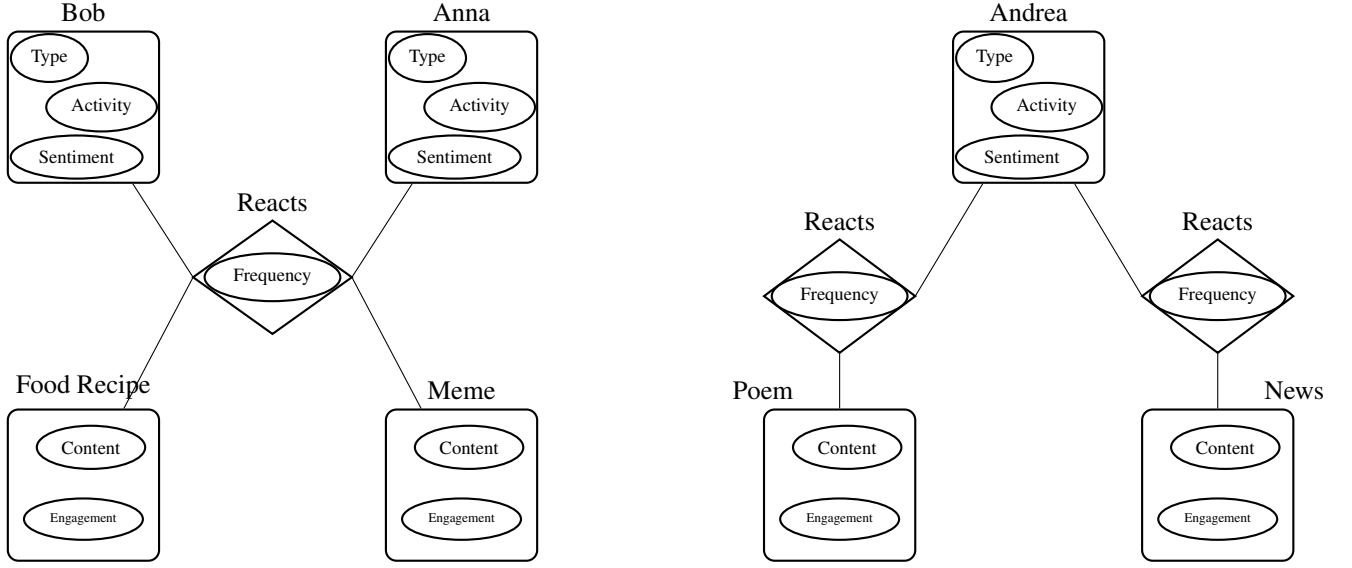 Bob
Anna
Andrea
Type
Type
Type
Activity
Activity
Activity
Sentiment
Sentiment
Sentiment
Reacts
Reacts
Reacts
Frequency
Frequency
Frequency
Food Recipe
Meme
Poem
News
Content
Content
Content
Content
Engagement
Engagement
Engagement
Engagement